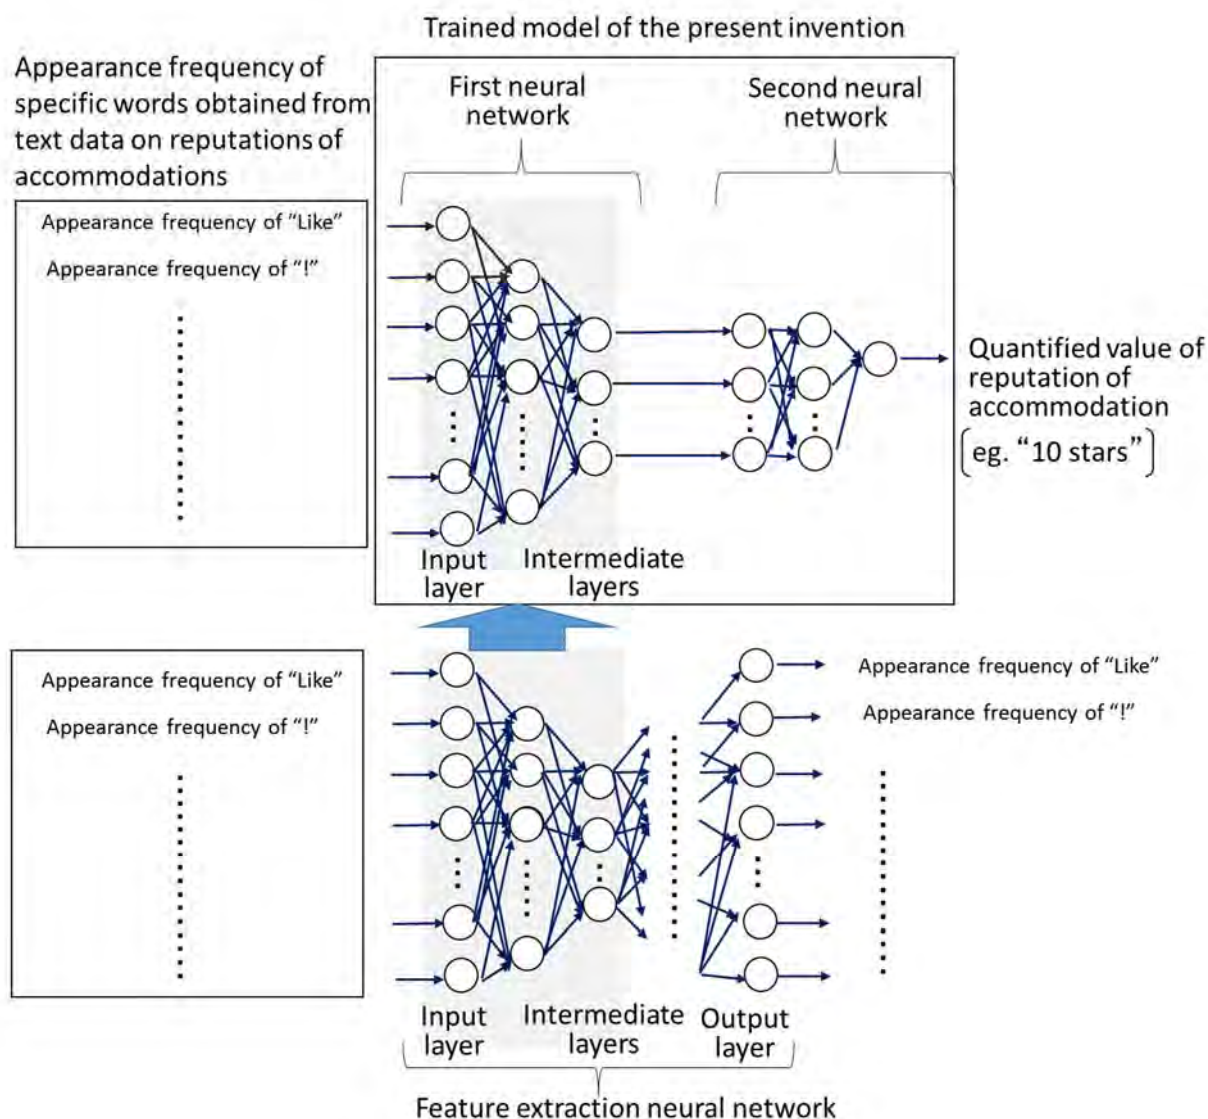 Trained model of the present invention
Appearance frequency of
specific words obtained from
text data on reputations of
accommodations
First neural
network
Second neural
network
Appearance frequency of “Like”
Appearance frequency of “!”
Quantified value of
reputation of
accommodation
eg. “10 stars”
Input
layer
Intermediate
layers
Appearance frequency of “Like”
Appearance frequency of “!”
Appearance frequency of “Like”
Appearance frequency of “!”
Input
layer
Intermediate
layers
Output
layer
Feature extraction neural network